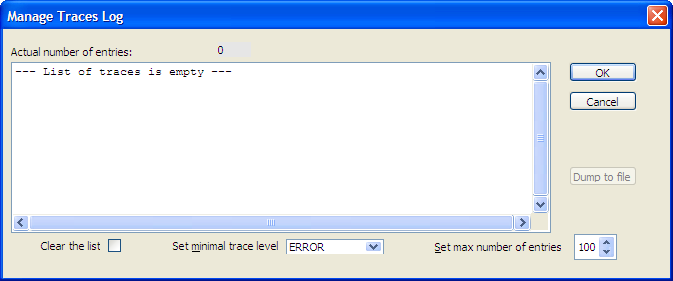 Manage Traces Log
Actual number of entries: 0
--- List of traces is empty ---
OK
Cancel
Dump to file
Clear the list
Set minimal trace level ERROR
Set max number of entries 100